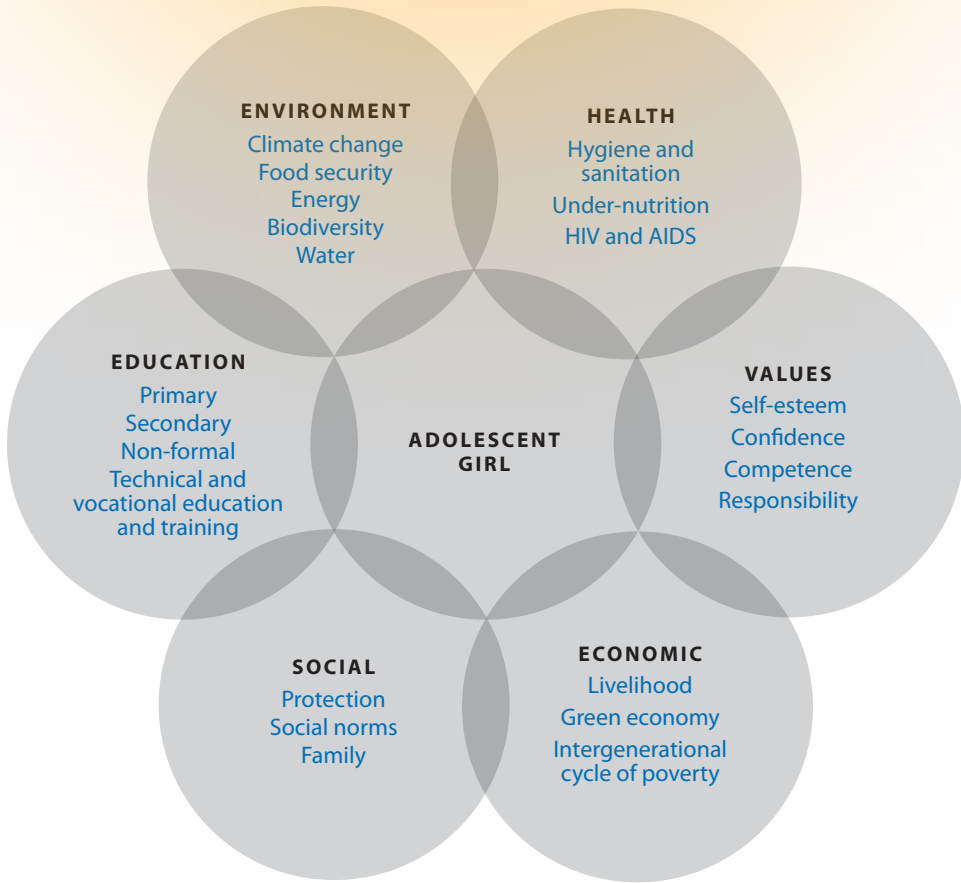 ENVIRONMENT
Climate change
Food security
Energy
Biodiversity
Water
HEALTH
Hygiene and
sanitation
Under-nutrition
HIV and AIDS
EDUCATION
Primary
Secondary
Non-formal
Technical and
vocational education
and training
ADOLESCENT
GIRL
VALUES
Self-esteem
Confidence
Competence
Responsibility
SOCIAL
Protection
Social norms
Family
ECONOMIC
Livelihood
Green economy
Intergenerational
cycle of poverty